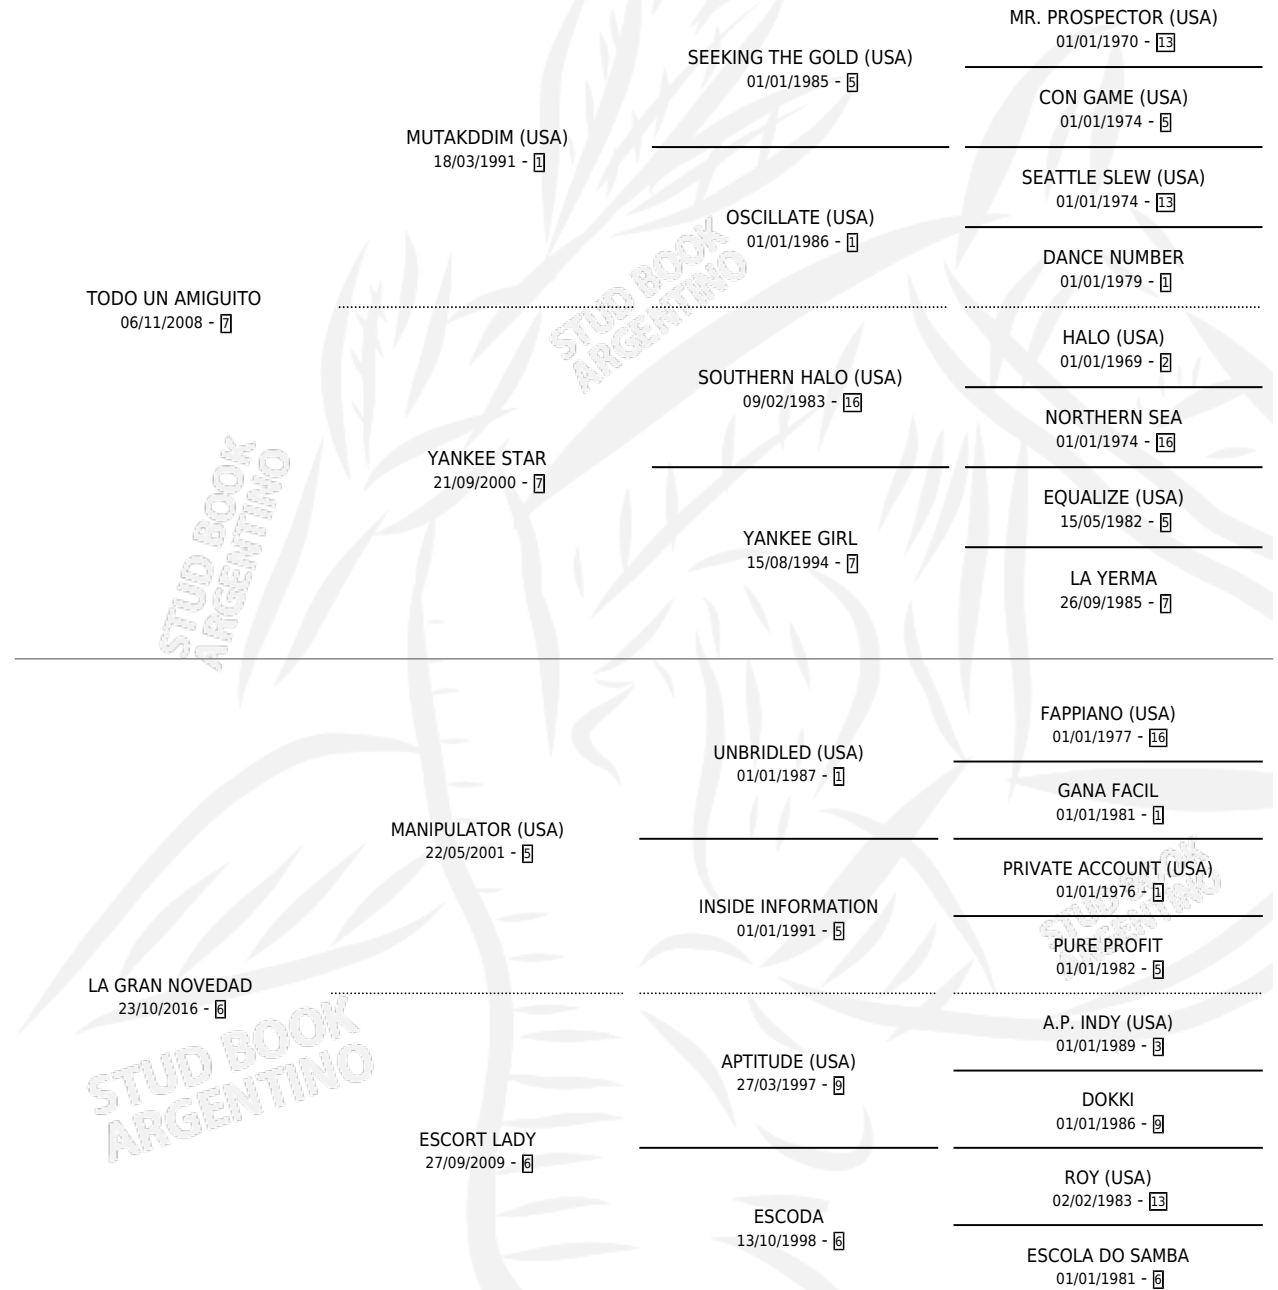 MR. PROSPECTOR (USA)
01/01/1970 - 13
SEEKING THE GOLD (USA)
01/01/1985 - 5
CON GAME (USA)
01/01/1974 - 5
MUTAKDDIM (USA)
18/03/1991 - 1
SEATTLE SLEW (USA)
01/01/1974 - 13
OSCILLATE (USA)
01/01/1986 - 1
DANCE NUMBER
01/01/1979 - 1
TODO UN AMIGUITO
06/11/2008 - 7
HALO (USA)
01/01/1969 - 2
SOUTHERN HALO (USA)
09/02/1983 - 16
NORTHERN SEA
01/01/1974 - 16
YANKEE STAR
21/09/2000 - 7
EQUALIZE (USA)
15/05/1982 - 5
YANKEE GIRL
15/08/1994 - 7
LA YERMA
26/09/1985 - 7
FAPPIANO (USA)
01/01/1977 - 16
UNBRIDLED (USA)
01/01/1987 - 1
GANA FACIL
01/01/1981 - 1
MANIPULATOR (USA)
22/05/2001 - 5
PRIVATE ACCOUNT (USA)
01/01/1976 - 1
INSIDE INFORMATION
01/01/1991 - 5
PURE PROFIT
01/01/1982 - 5
LA GRAN NOVEDAD
23/10/2016 - 6
A.P. INDY (USA)
01/01/1989 - 3
APTITUDE (USA)
27/03/1997 - 9
DOKKI
01/01/1986 - 9
ESCORT LADY
27/09/2009 - 6
ROY (USA)
02/02/1983 - 13
ESCODA
13/10/1998 - 6
ESCOLA DO SAMBA
01/01/1981 - 6
STUD BOOK
ARGENTINO
STUD BOOK
ARGENTINO
STUD BOOK
ARGENTINO
STUD BOOK
ARGENTINO